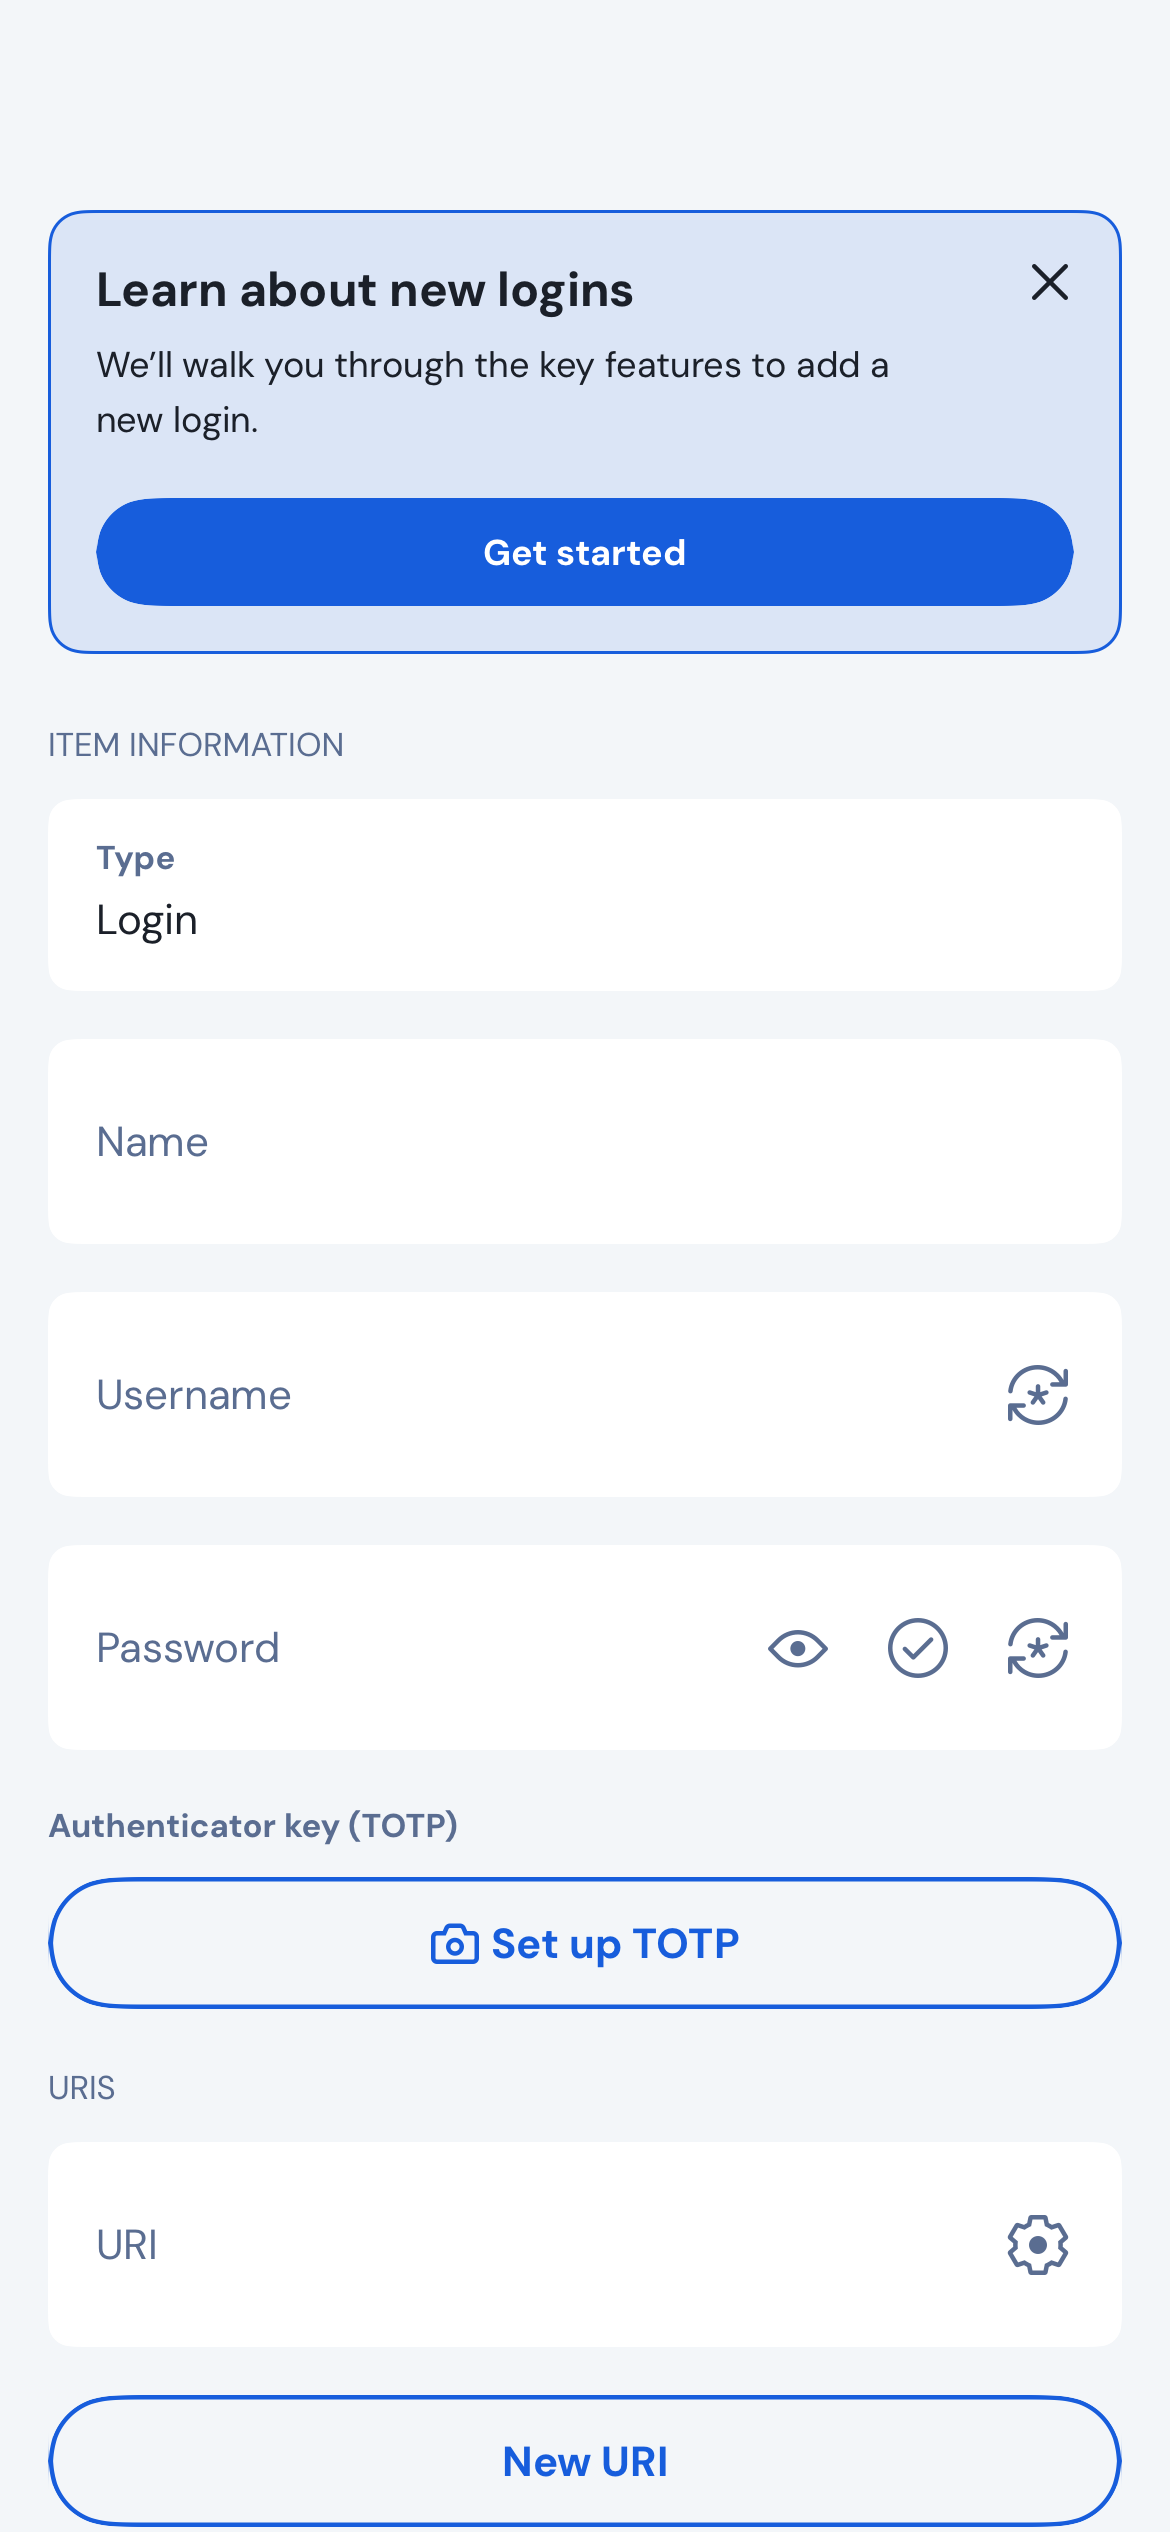 Learn about new logins
We’ll walk you through the key features to add a
new login.
Get started
ITEM INFORMATION
Type
Login
Name
Username
Password
Authenticator key (TOTP)
Set up TOTP
URIS
URI
New URI